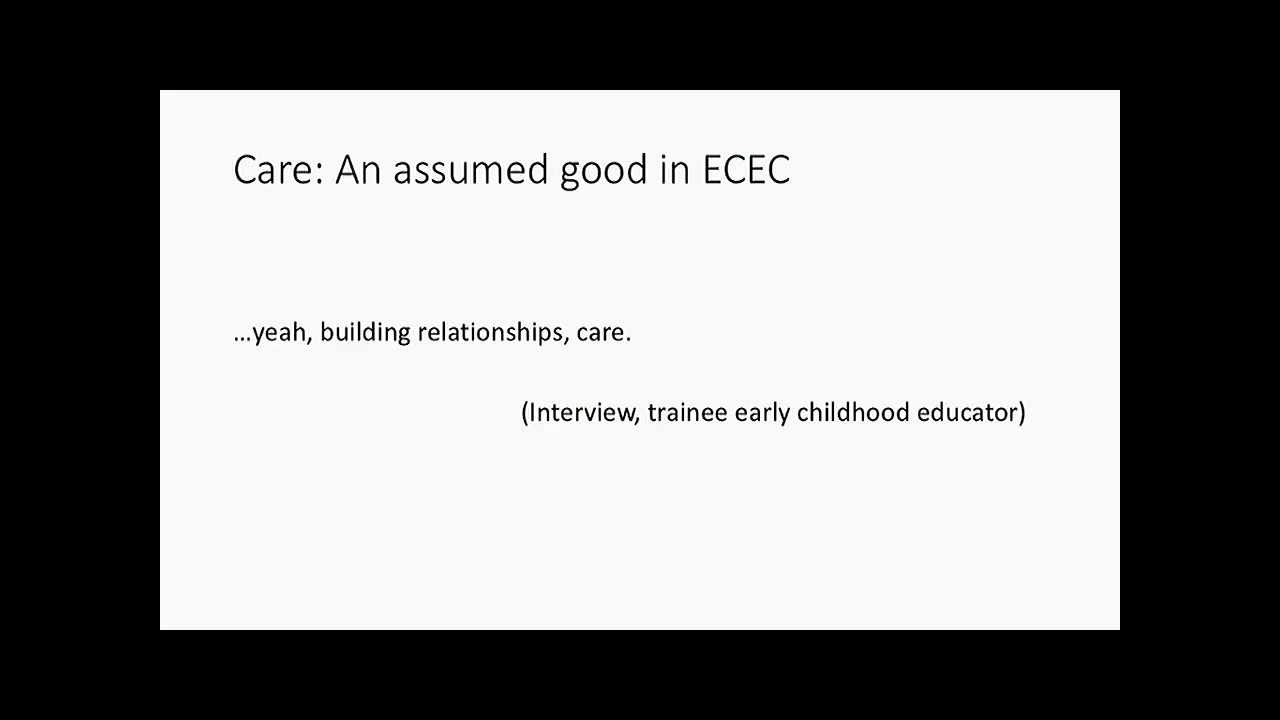 Care: An assumed good in ECEC
…yeah, building relationships, care.
(Interview, trainee early childhood educator)